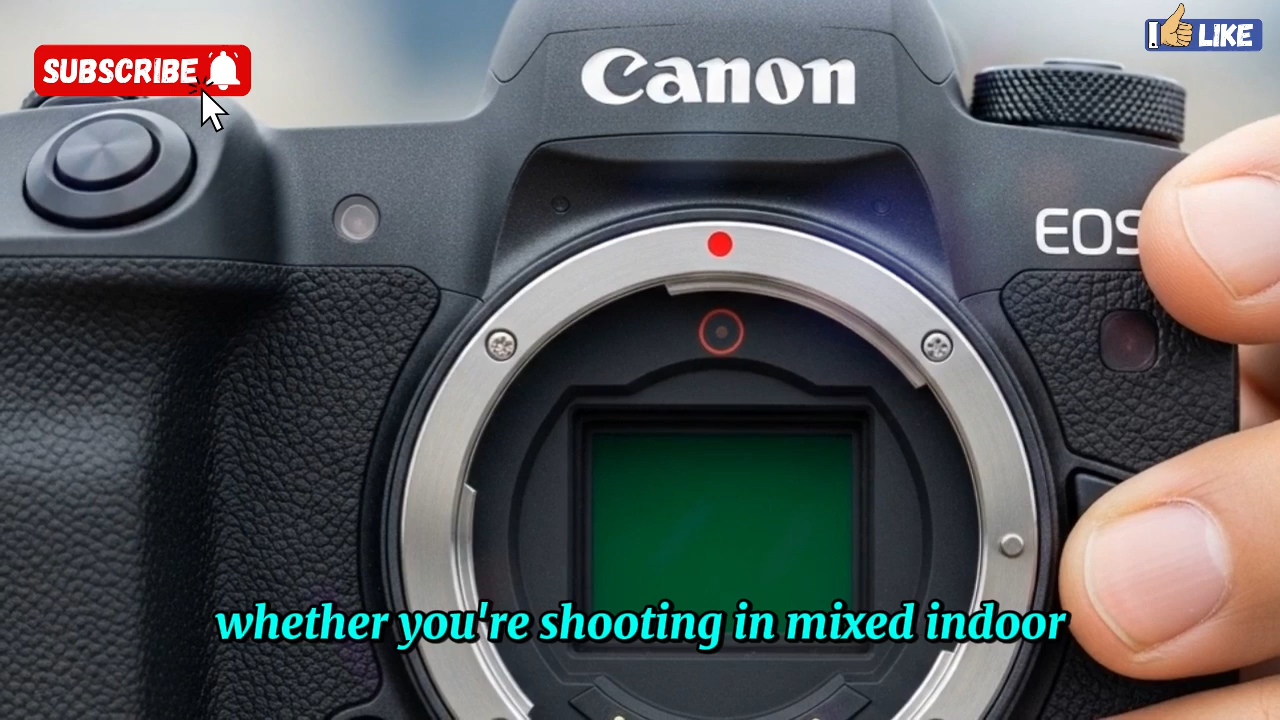 SUBSCRIBE
LIKE
Canon
EOS
whether you're shooting in mixed indoor